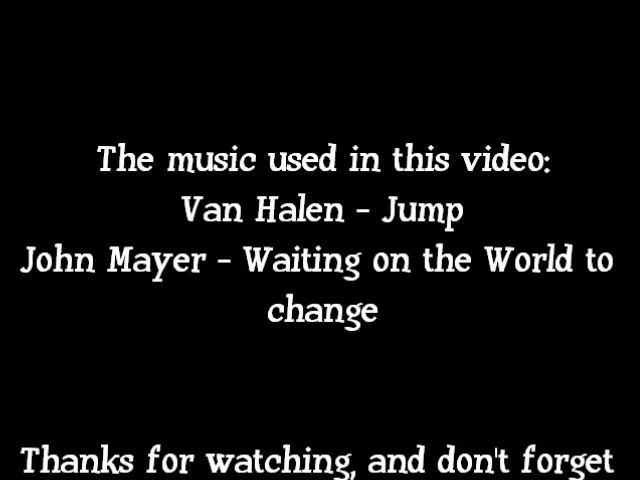 The music used in this video:
Van Halen - Jump
John Mayer - Waiting on the World to
change
Thanks for watching, and don't forget